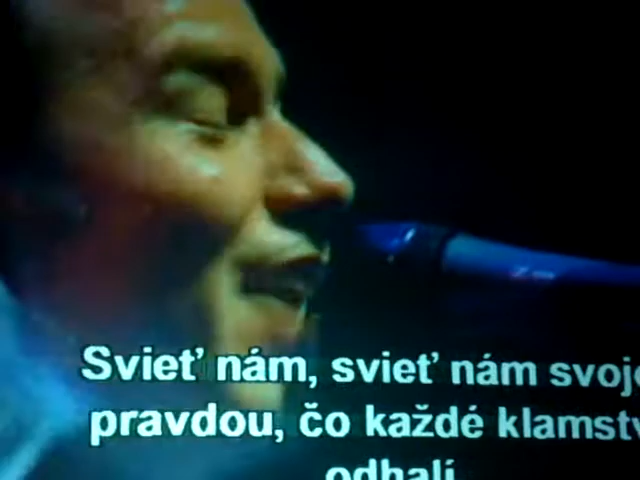 Svieť nám, svieť nám svoj
pravdou, čo každé klamstv
odhalí